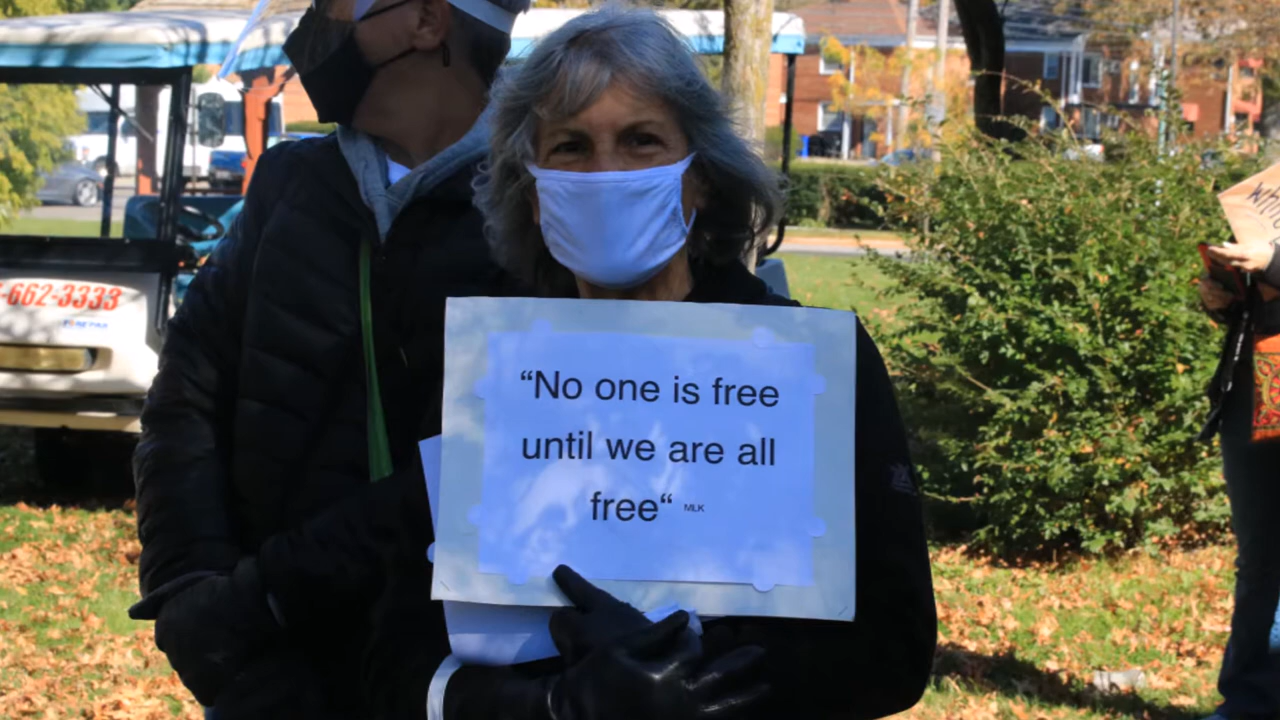 -662-3333
“No one is free
until we are all
free“ MLK